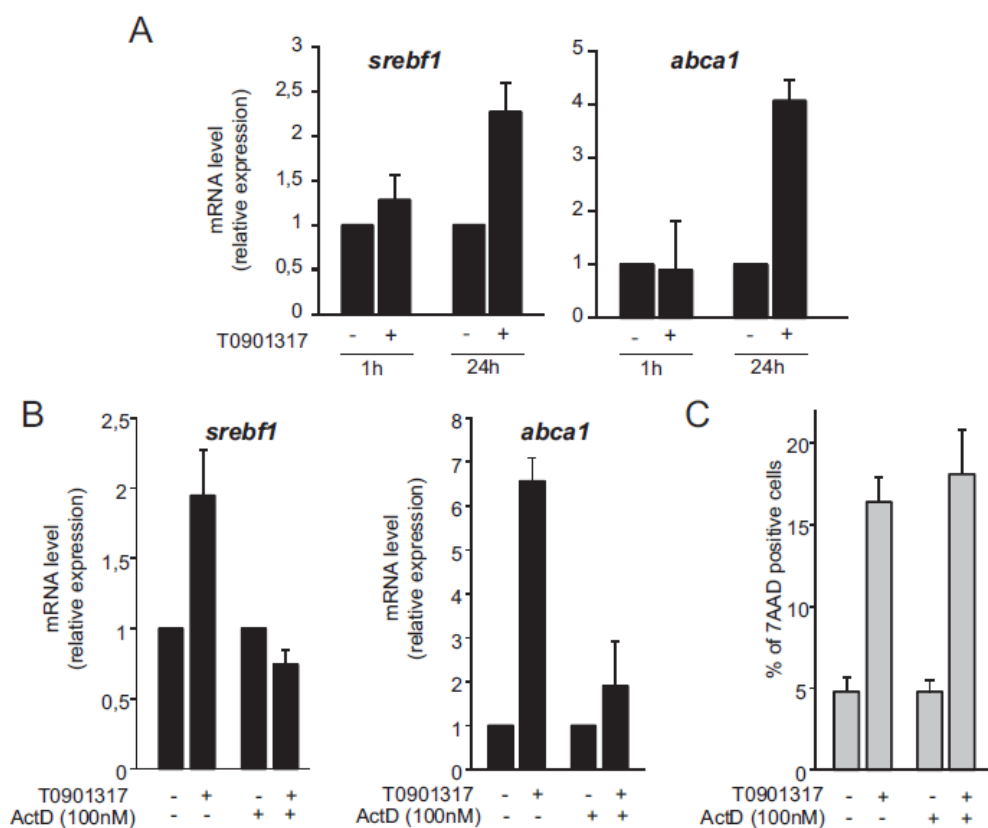 A
srebf1
abca1
mRNA level
(relative expression)
3
2,5
2
1,5
1
0,5
0
5
4
3
2
1
0
T0901317
- + - +
- + - +
1h 24h
1h 24h
B
srebf1
abca1
C
mRNA level
(relative expression)
2,5
2
1,5
1
0,5
0
mRNA level
(relative expression)
8
7
6
5
4
3
2
1
0
% of 7AAD positive cells
20
15
10
5
0
T0901317 - + - +
ActD (100nM) - - + +
T0901317 - + - +
ActD (100nM) - - + +
T0901317 - + - +
ActD (100nM) - - + +